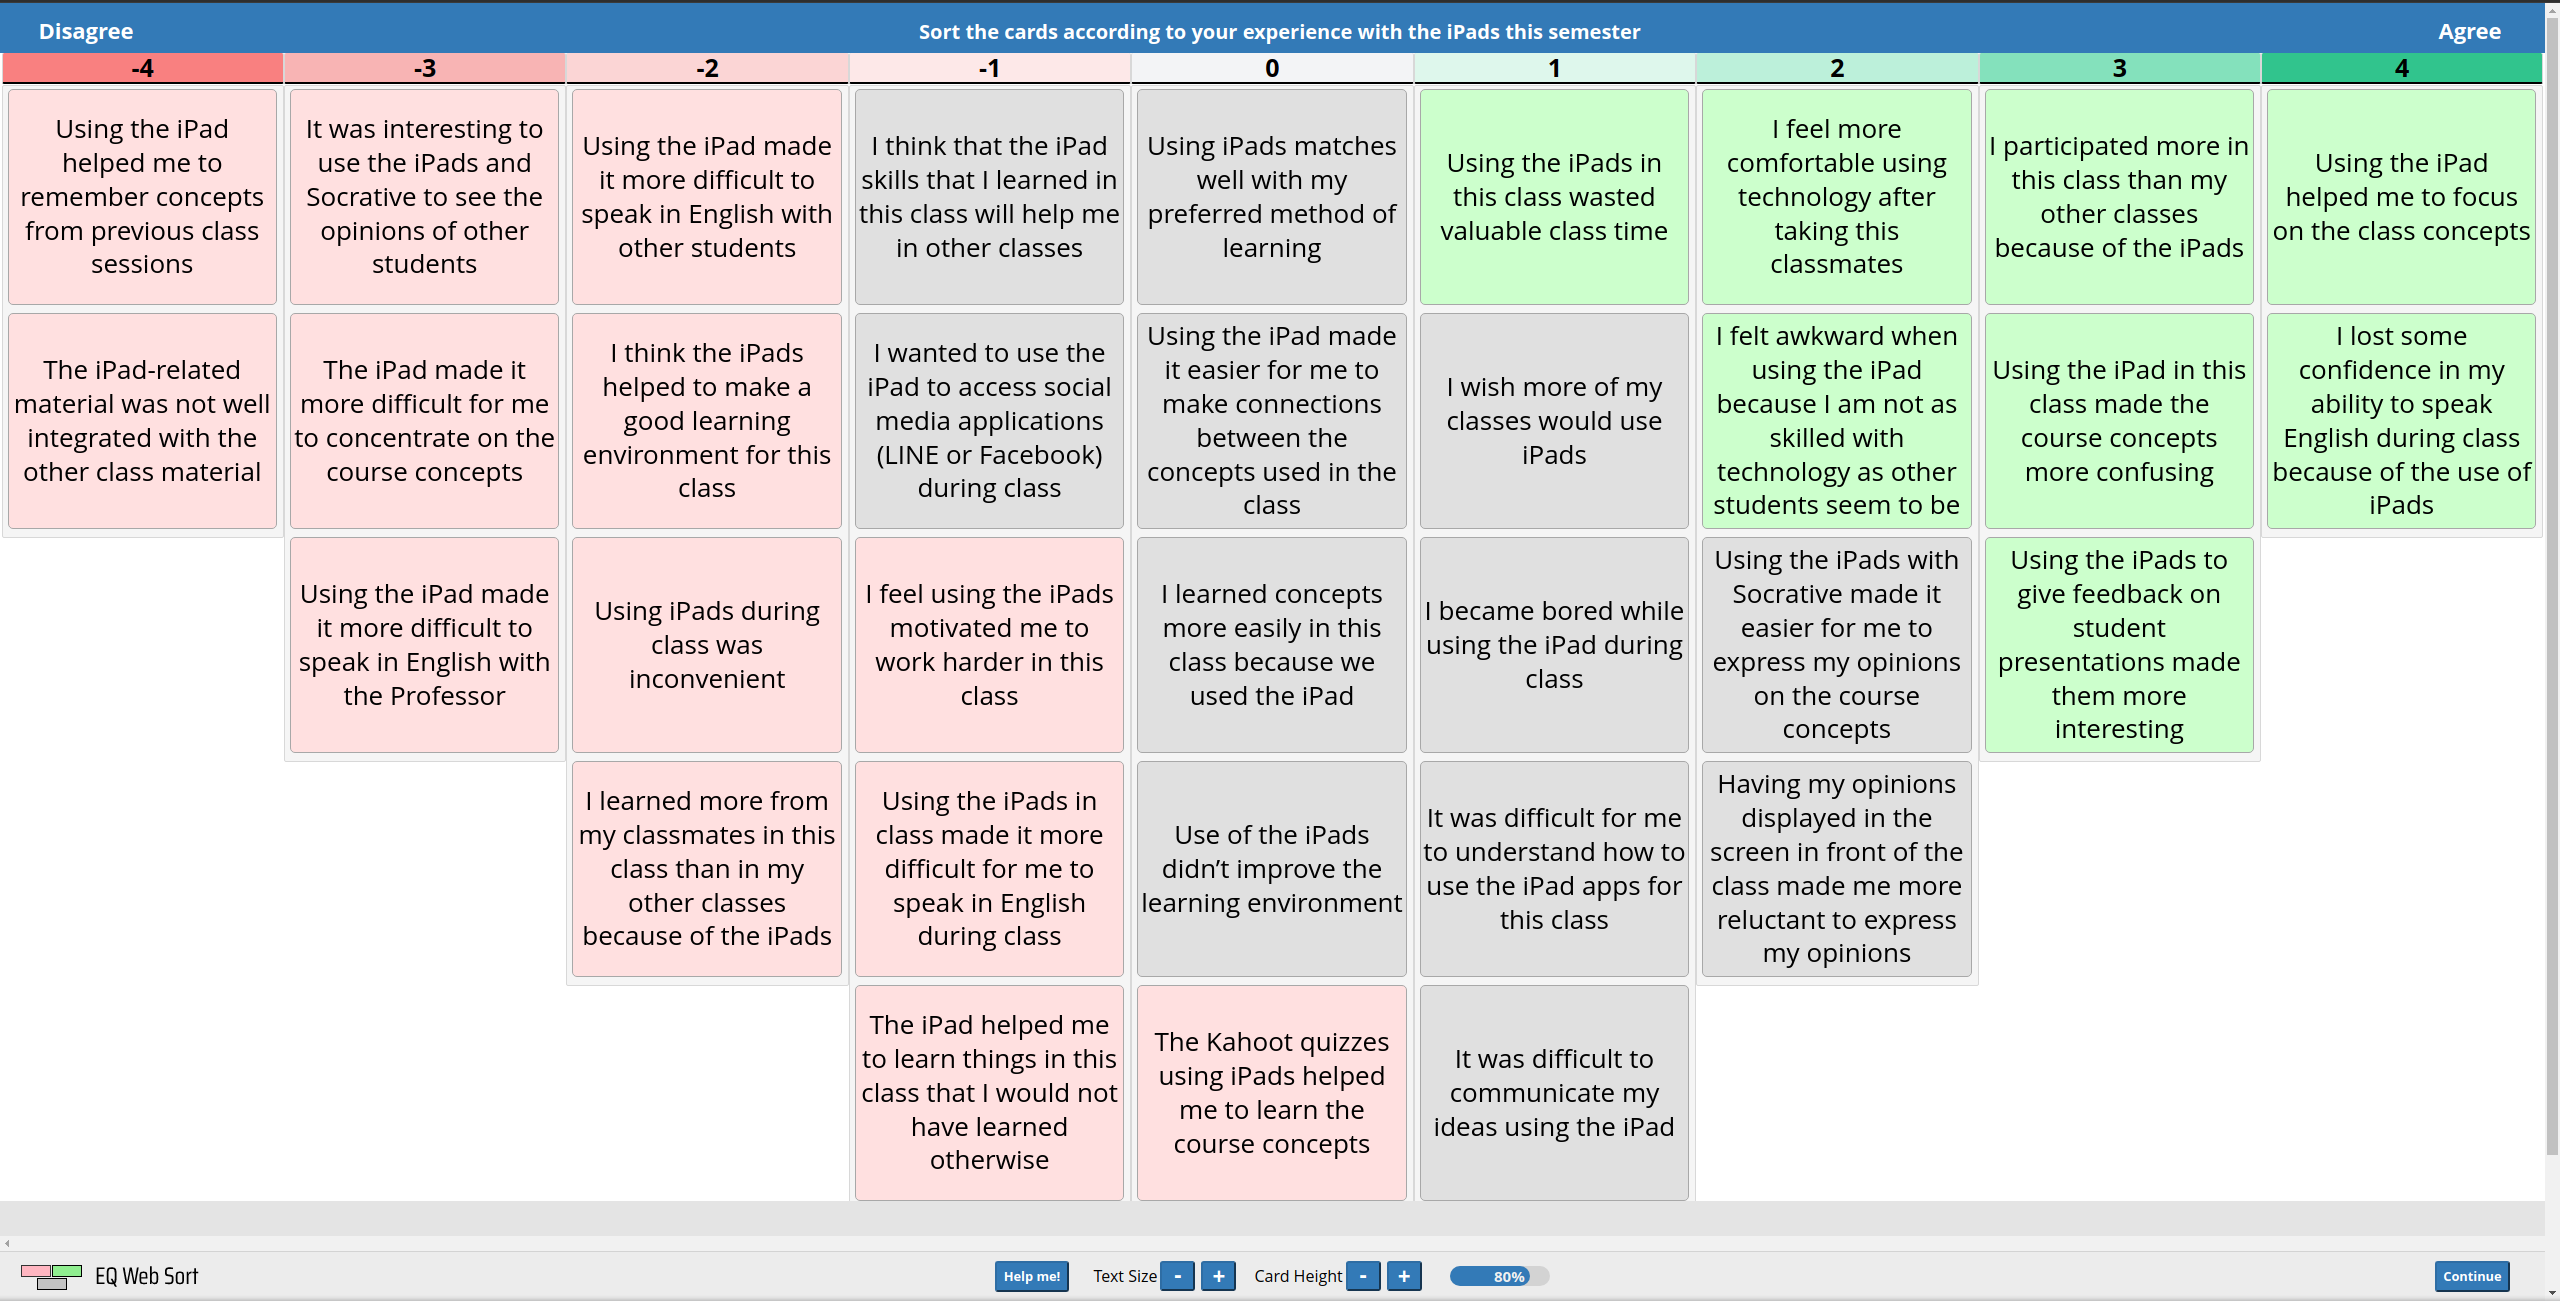 Disagree
Sort the cards according to your experience with the iPads this semester
Agree
-4
-3
-2
-1
0
1
2
3
4
Using the iPad
helped me to
remember concepts
from previous class
sessions
It was interesting to
use the iPads and
Socrative to see the
opinions of other
students
Using the iPad made
it more difficult to
speak in English with
other students
I think that the iPad
skills that I learned in
this class will help me
in other classes
Using iPads matches
well with my
preferred method of
learning
Using the iPads in
this class wasted
valuable class time
I feel more
comfortable using
technology after
taking this
classmates
I participated more in
this class than my
other classes
because of the iPads
Using the iPad
helped me to focus
on the class concepts
The iPad-related
material was not well
integrated with the
other class material
The iPad made it
more difficult for me
to concentrate on the
course concepts
I think the iPads
helped to make a
good learning
environment for this
class
I wanted to use the
iPad to access social
media applications
(LINE or Facebook)
during class
Using the iPad made
it easier for me to
make connections
between the
concepts used in the
class
I wish more of my
classes would use
iPads
I felt awkward when
using the iPad
because I am not as
skilled with
technology as other
students seem to be
Using the iPad in this
class made the
course concepts
more confusing
I lost some
confidence in my
ability to speak
English during class
because of the use of
iPads
Using the iPad made
it more difficult to
speak in English with
the Professor
Using iPads during
class was
inconvenient
I feel using the iPads
motivated me to
work harder in this
class
I learned concepts
more easily in this
class because we
used the iPad
I became bored while
using the iPad during
class
Using the iPads with
Socrative made it
easier for me to
express my opinions
on the course
concepts
Using the iPads to
give feedback on
student
presentations made
them more
interesting
I learned more from
my classmates in this
class than in my
other classes
because of the iPads
Using the iPads in
class made it more
difficult for me to
speak in English
during class
Use of the iPads
didn’t improve the
learning environment
It was difficult for me
to understand how to
use the iPad apps for
this class
Having my opinions
displayed in the
screen in front of the
class made me more
reluctant to express
my opinions
The iPad helped me
to learn things in this
class that I would not
have learned
otherwise
The Kahoot quizzes
using iPads helped
me to learn the
course concepts
It was difficult to
communicate my
ideas using the iPad
EQ Web Sort
Help me!
Text Size - +
Card Height - +
80%
Continue